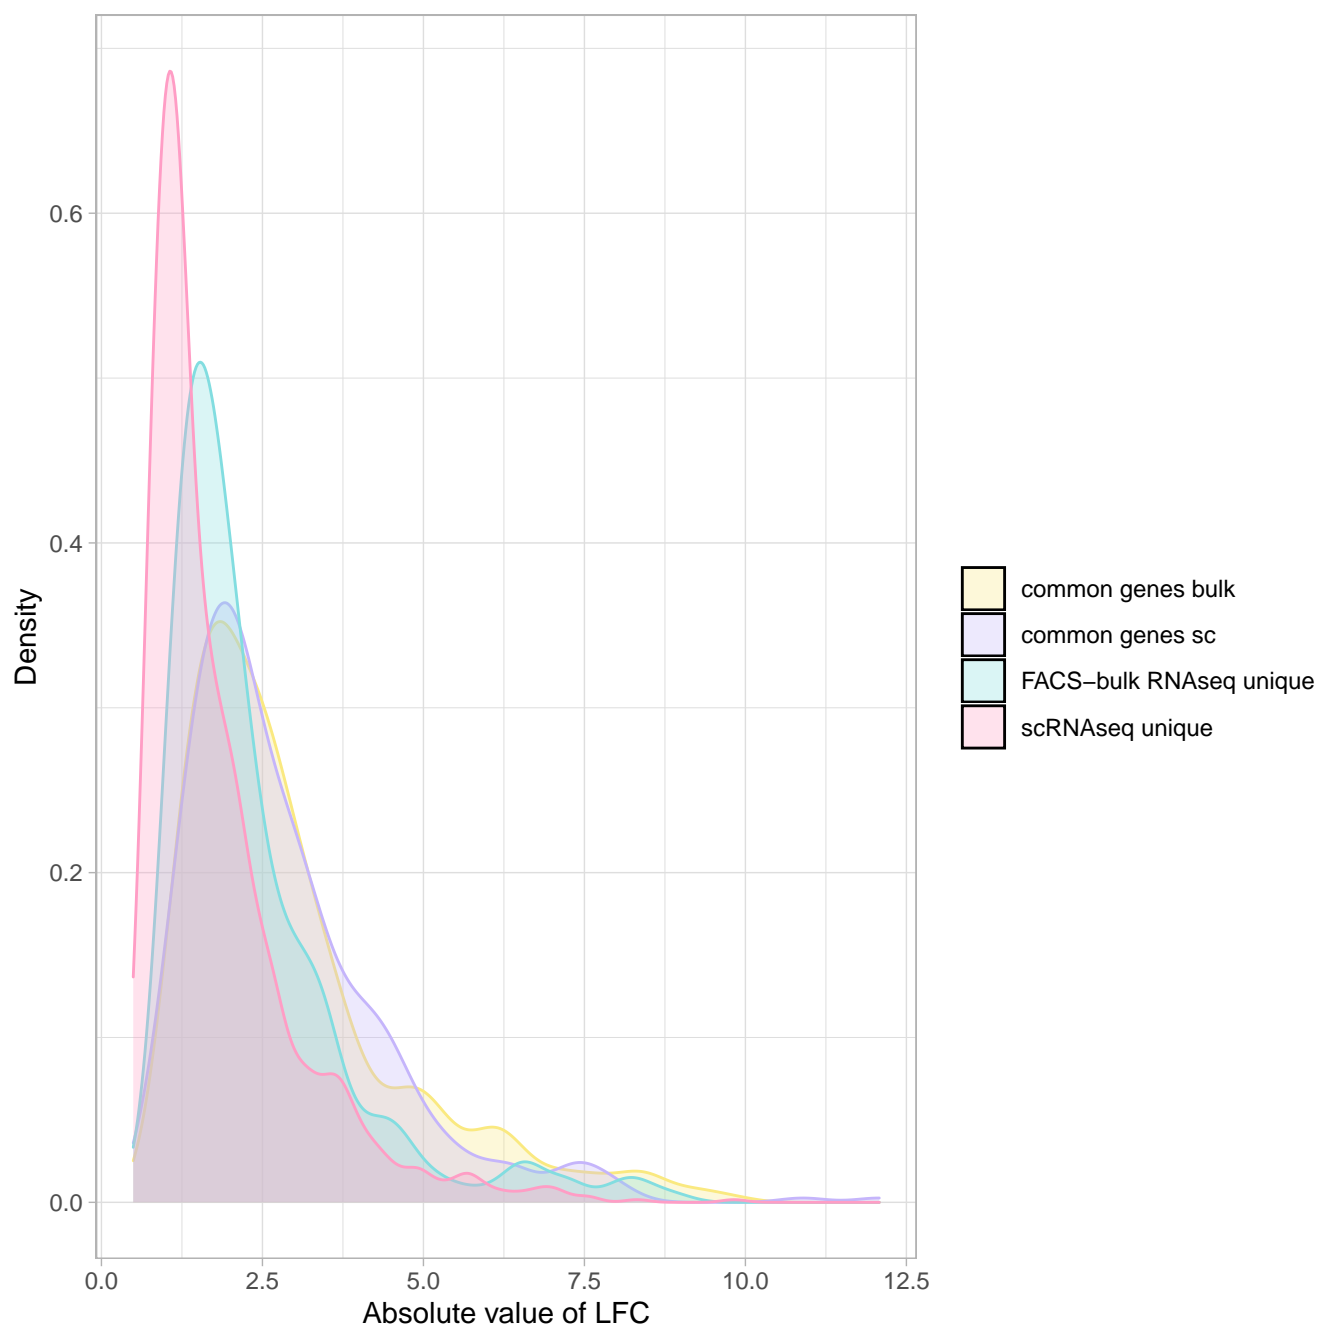 Density
0.6
0.4
0.2
0.0
0.0 2.5 5.0 7.5 10.0 12.5
Absolute value of LFC
common genes bulk
common genes sc
FACS−bulk RNAseq unique
scRNAseq unique